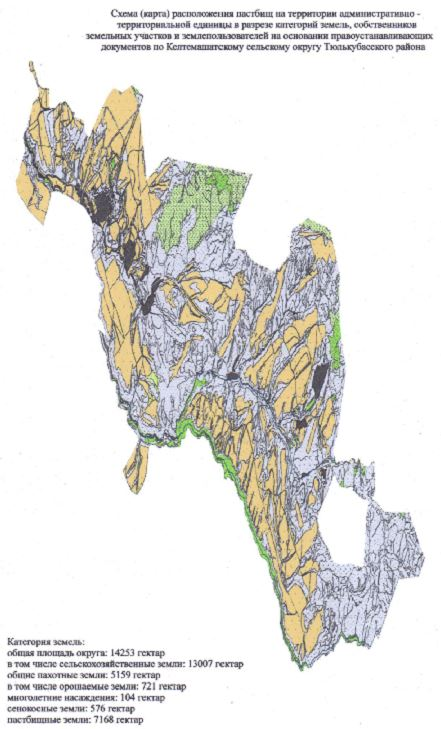 Схема (карта) расположения пастбищ на территории административно -
территориальной единицы в разрезе категорий земель, собственников
земельных участков и землепользователей на основании правоустанавливающих
документов по Келтемашатскому сельскому округу Тюлькубасского района
Категория земель:
общая площадь округа: 14253 гектар
в том числе сельскохозяйственные земли: 13007 гектар
общие пахотные земли: 5159 гектар
в том числе орошаемые земли: 721 гектар
многолетние насаждения: 104 гектар
сенокосные земли: 576 гектар
пастбищные земли: 7168 гектар